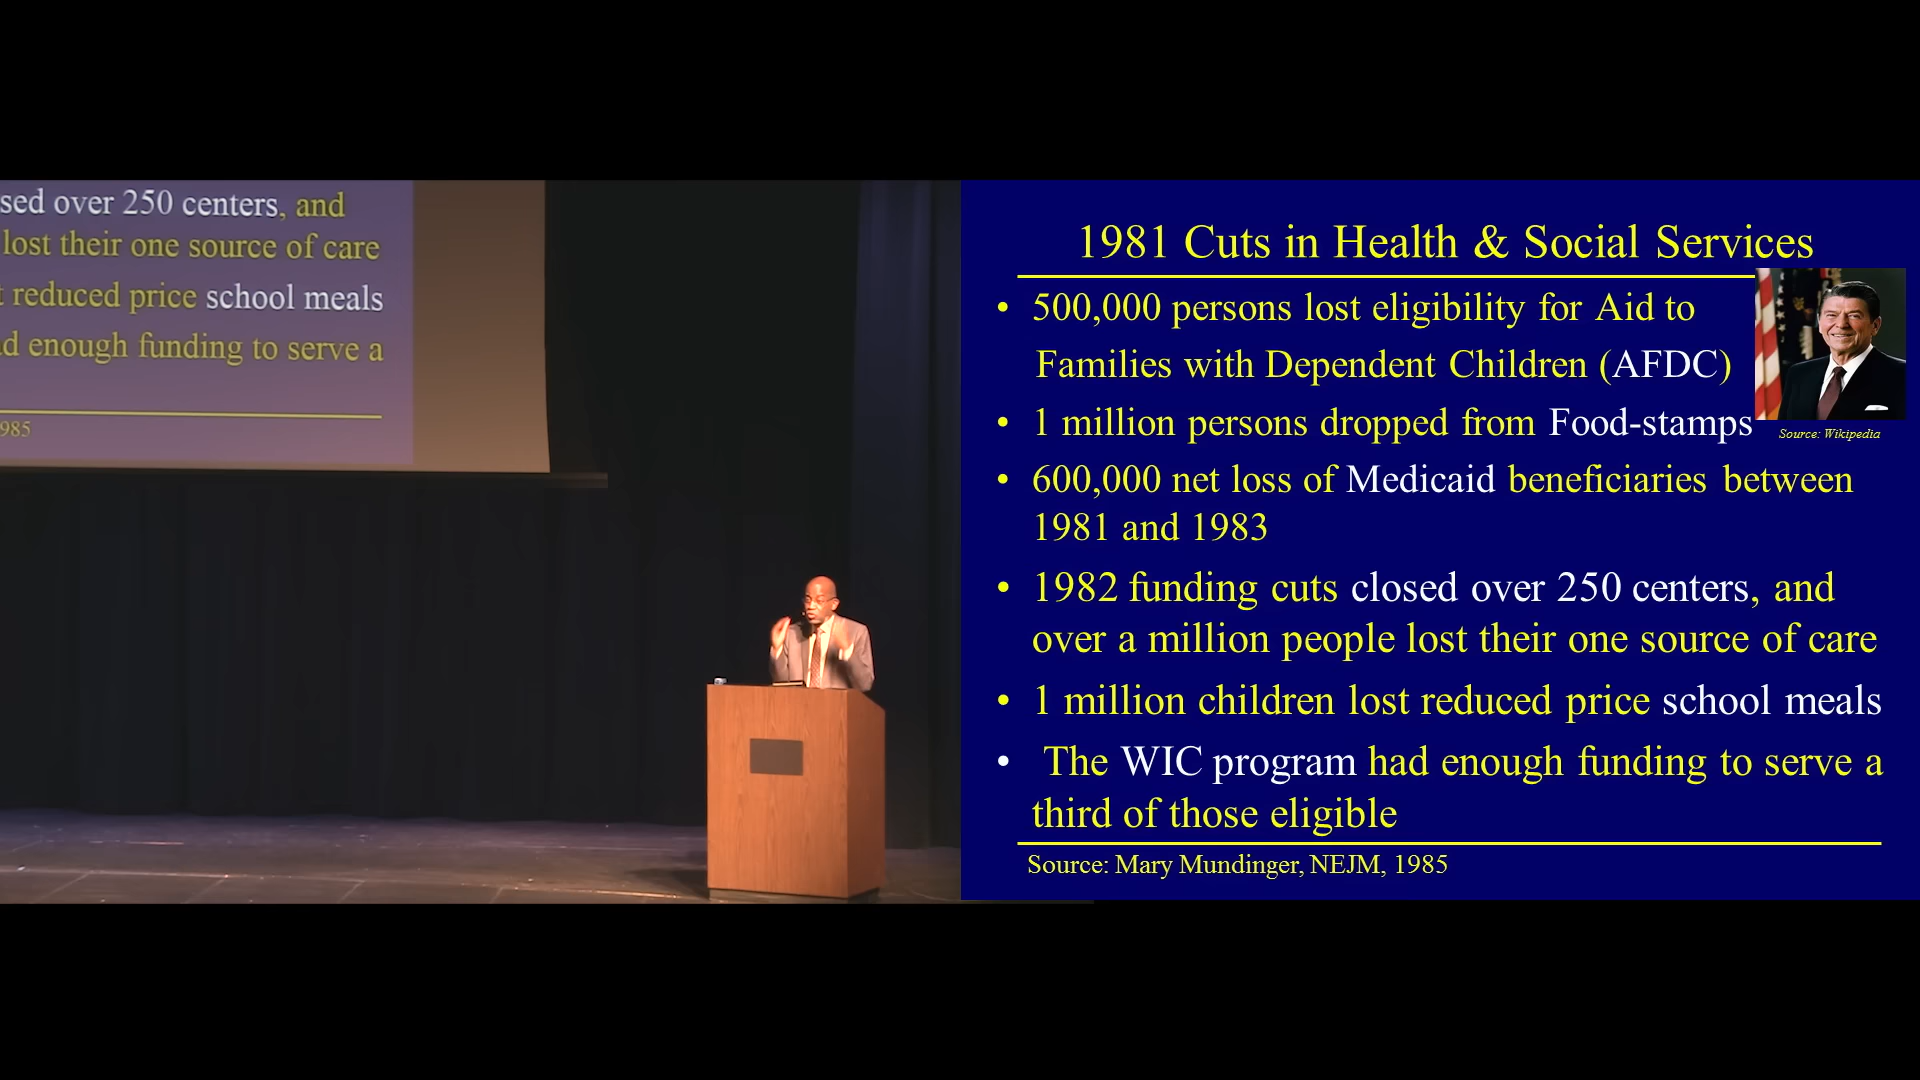 sed over 250 centers, and
lost their one source of care
reduced price school meals
d enough funding to serve a
985
1981 Cuts in Health & Social Services
• 500,000 persons lost eligibility for Aid to
Families with Dependent Children (AFDC)
• 1 million persons dropped from Food-stamps
Source: Wikipedia
• 600,000 net loss of Medicaid beneficiaries between
1981 and 1983
• 1982 funding cuts closed over 250 centers, and
over a million people lost their one source of care
• 1 million children lost reduced price school meals
• The WIC program had enough funding to serve a
third of those eligible
Source: Mary Mundinger, NEJM, 1985